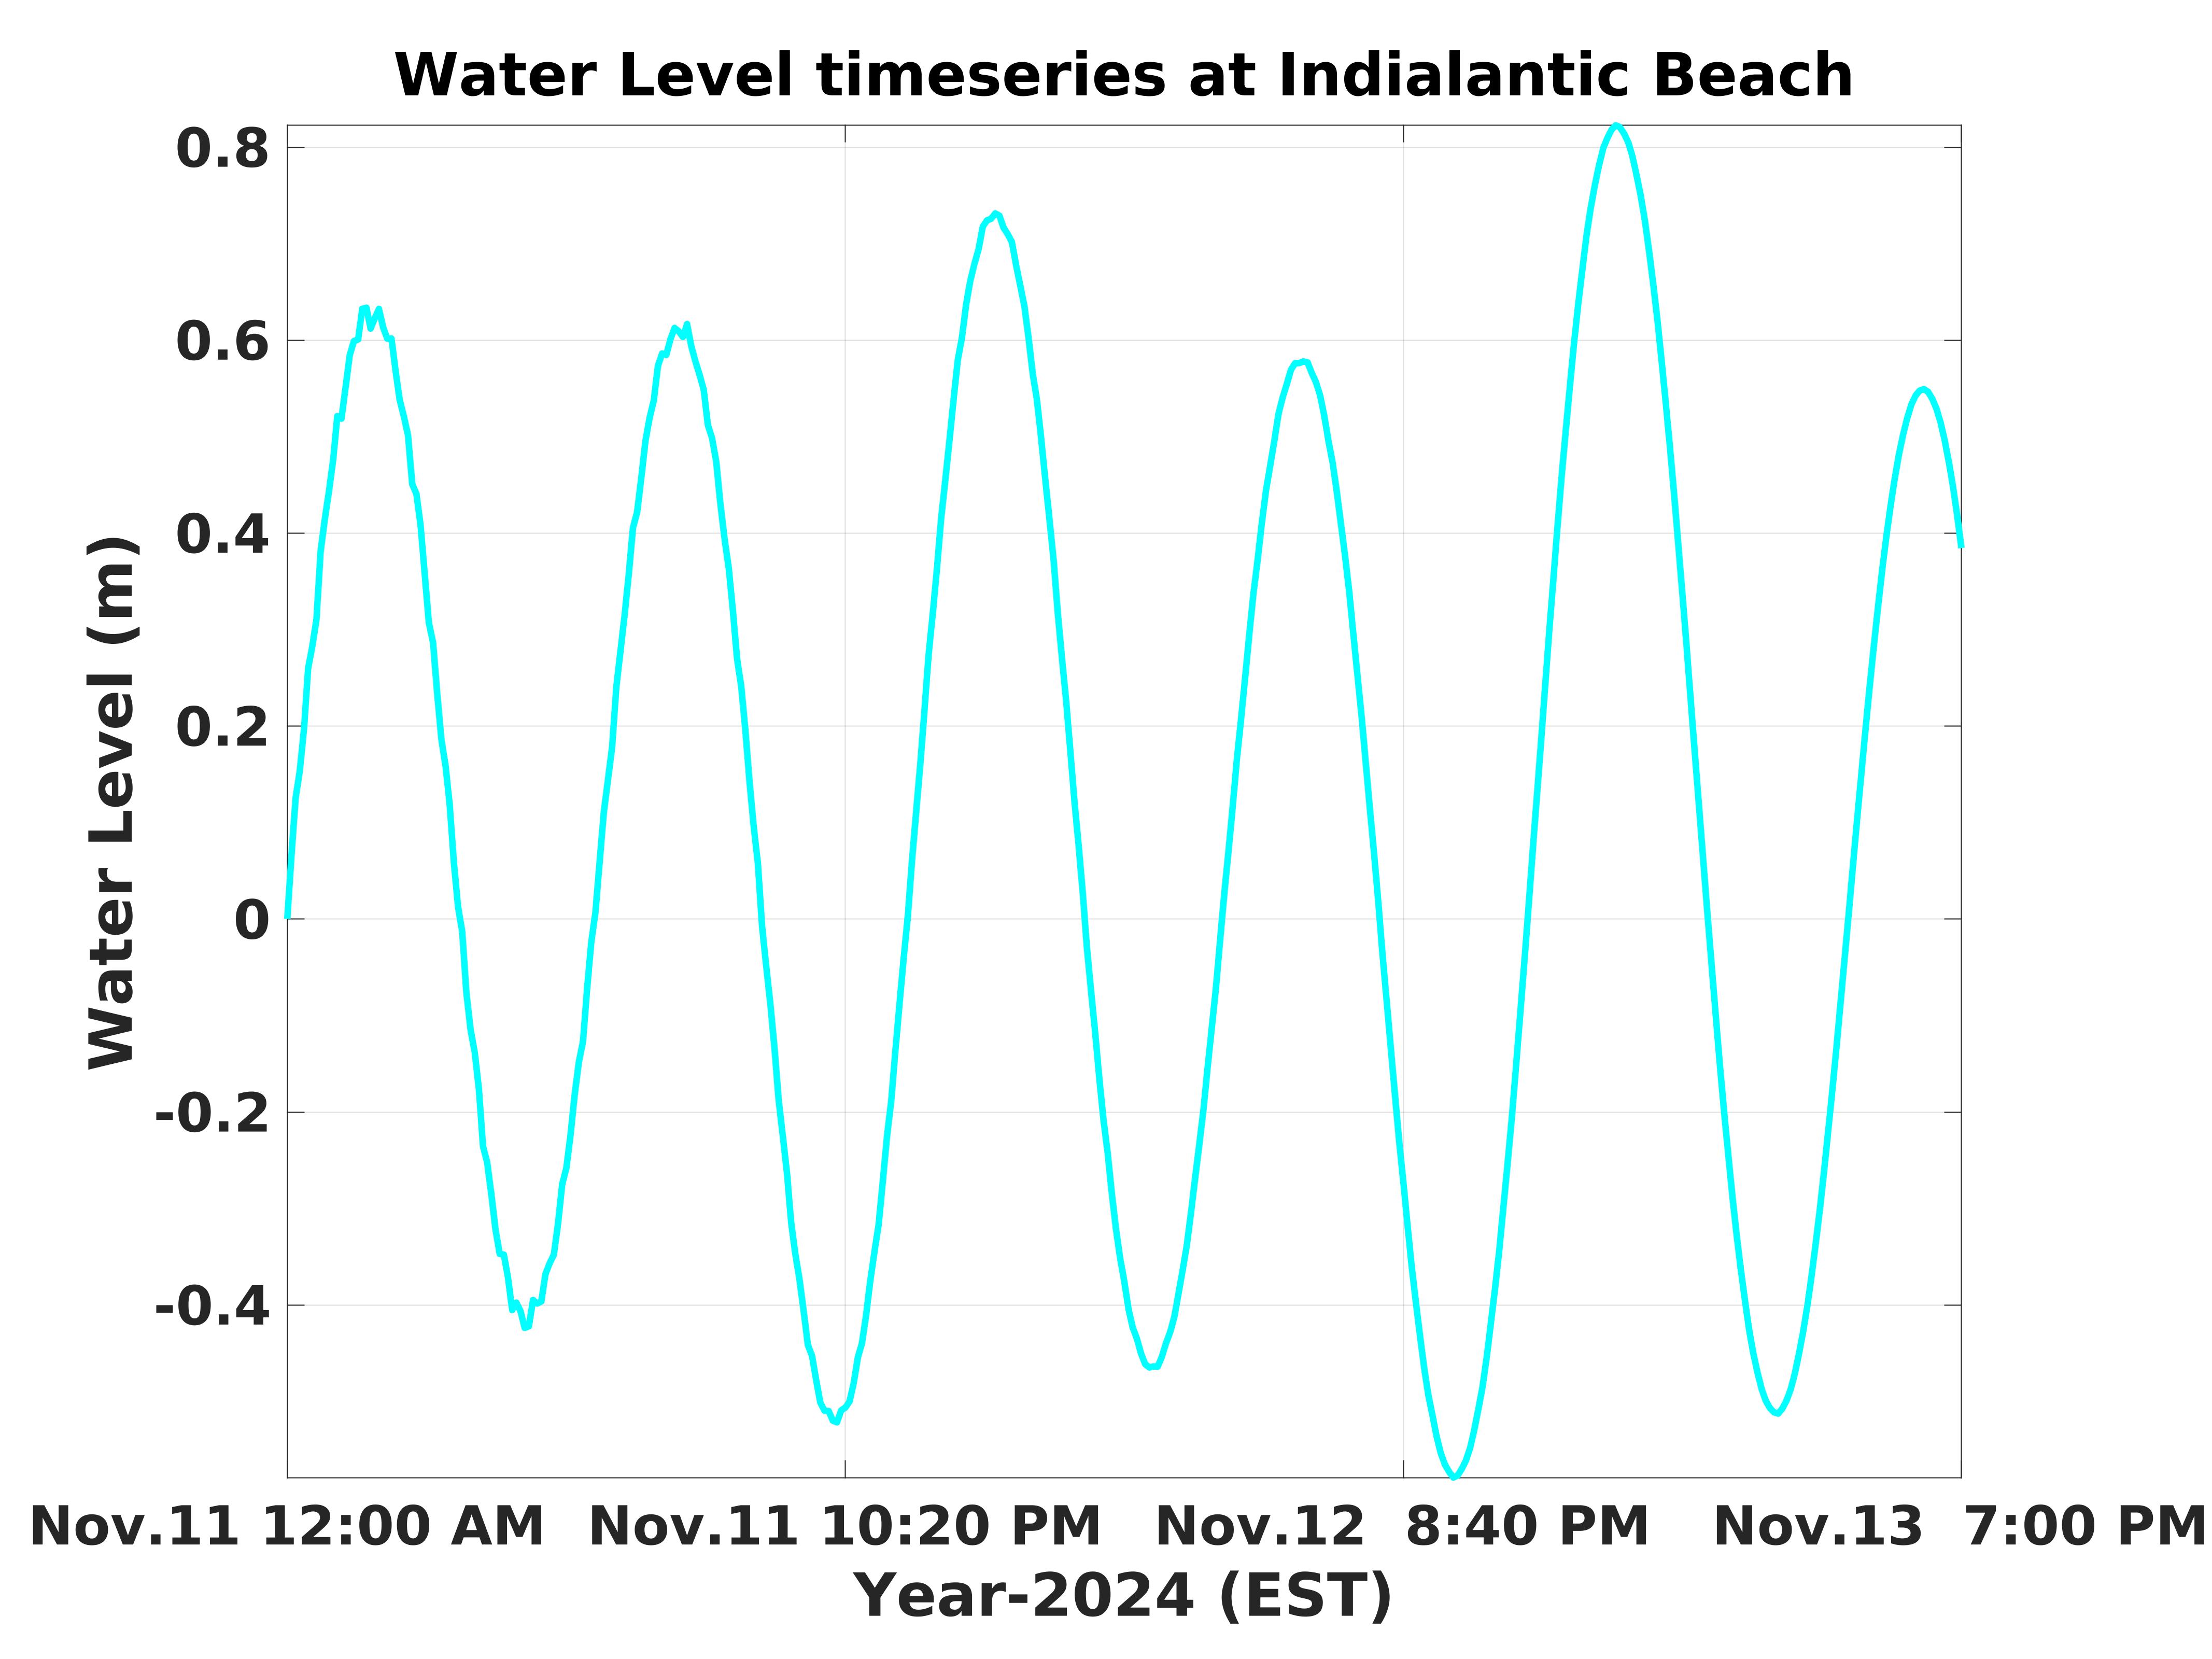 Water Level timeseries at Indialantic Beach
0.8
0.6
0.4
0.2
0
-0.2
-0.4
Water Level (m)
Nov.11 12:00 AM Nov.11 10:20 PM Nov.12 8:40 PM Nov.13 7:00 PM
Year-2024 (EST)